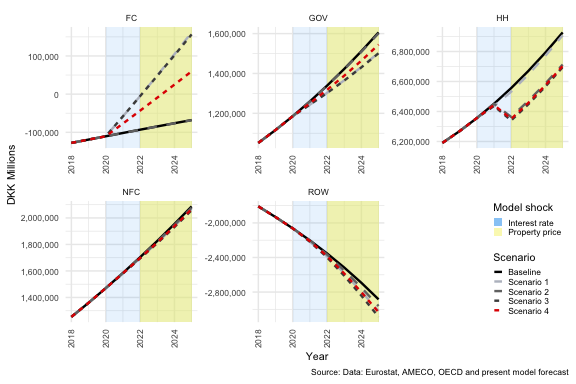 FC
GOV
HH
100,000
0
-100,000
1,600,000
1,400,000
1,200,000
6,800,000
6,600,000
6,400,000
6,200,000
2018
2020
2022
2024
2018
2020
2022
2024
2018
2020
2022
2024
DKK Millions
NFC
ROW
2,000,000
1,800,000
1,600,000
1,400,000
-2,000,000
-2,400,000
-2,800,000
2018
2020
2022
2024
2018
2020
2022
2024
Year
Model shock
Interest rate
Property price
Scenario
Baseline
Scenario 1
Scenario 2
Scenario 3
Scenario 4
Source: Data: Eurostat, AMECO, OECD and present model forecast